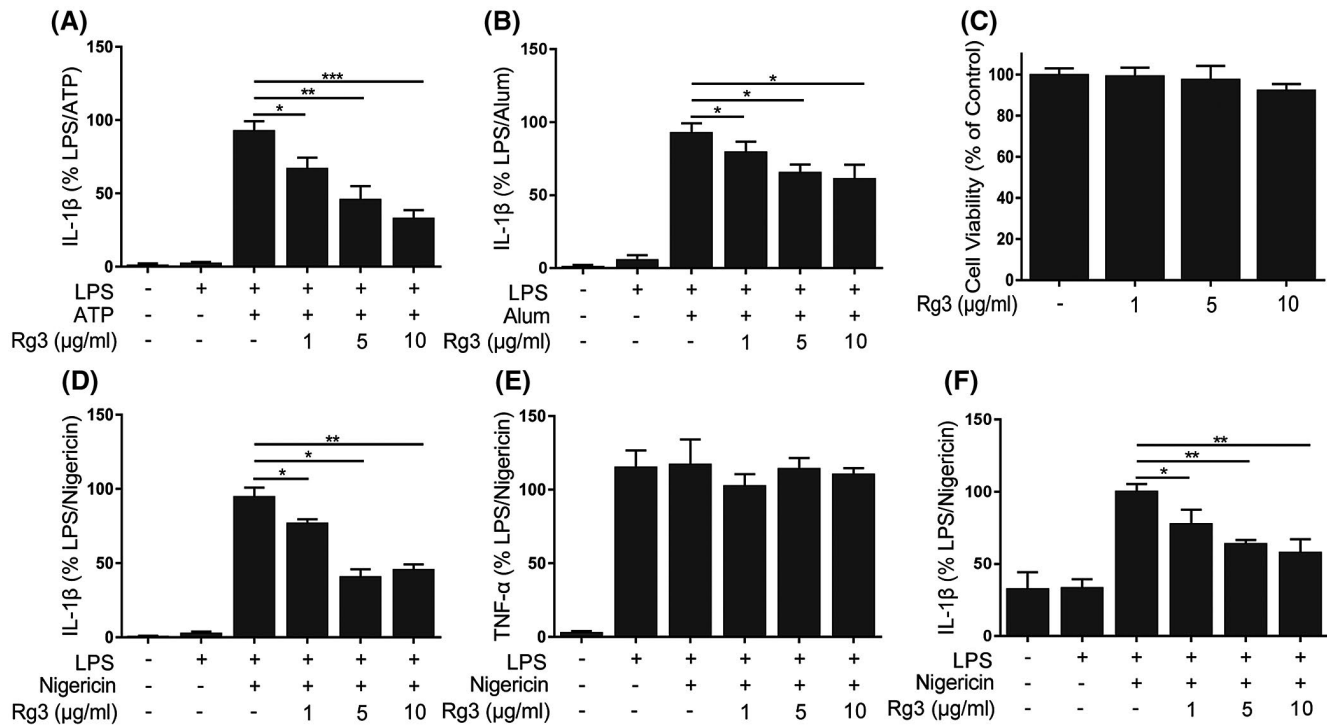 (A)
IL-1β (% LPS/ATP)
150
100
50
0
***
**
*
LPS - + + + + +
ATP - - + + + +
Rg3 (μg/ml) - - - 1 5 10
(B)
IL-1β (% LPS/Alum)
150
100
50
0
*
*
*
LPS - + + + + +
Alum - - + + + +
Rg3 (μg/ml) - - - 1 5 10
(C)
Cell Viability (% of Control)
100
80
60
40
20
0
Rg3 (μg/ml) - 1 5 10
(D)
IL-1β (% LPS/Nigericin)
150
100
50
0
**
*
*
LPS - + + + + +
Nigericin - - + + + +
Rg3 (μg/ml) - - - 1 5 10
(E)
TNF-α (% LPS/Nigericin)
150
100
50
0
LPS - + + + + +
Nigericin - - + + + +
Rg3 (μg/ml) - - - 1 5 10
(F)
IL-1β (% LPS/Nigericin)
150
100
50
0
**
**
*
LPS - + + + + +
Nigericin - - + + + +
Rg3 (μg/ml) - - - 1 5 10